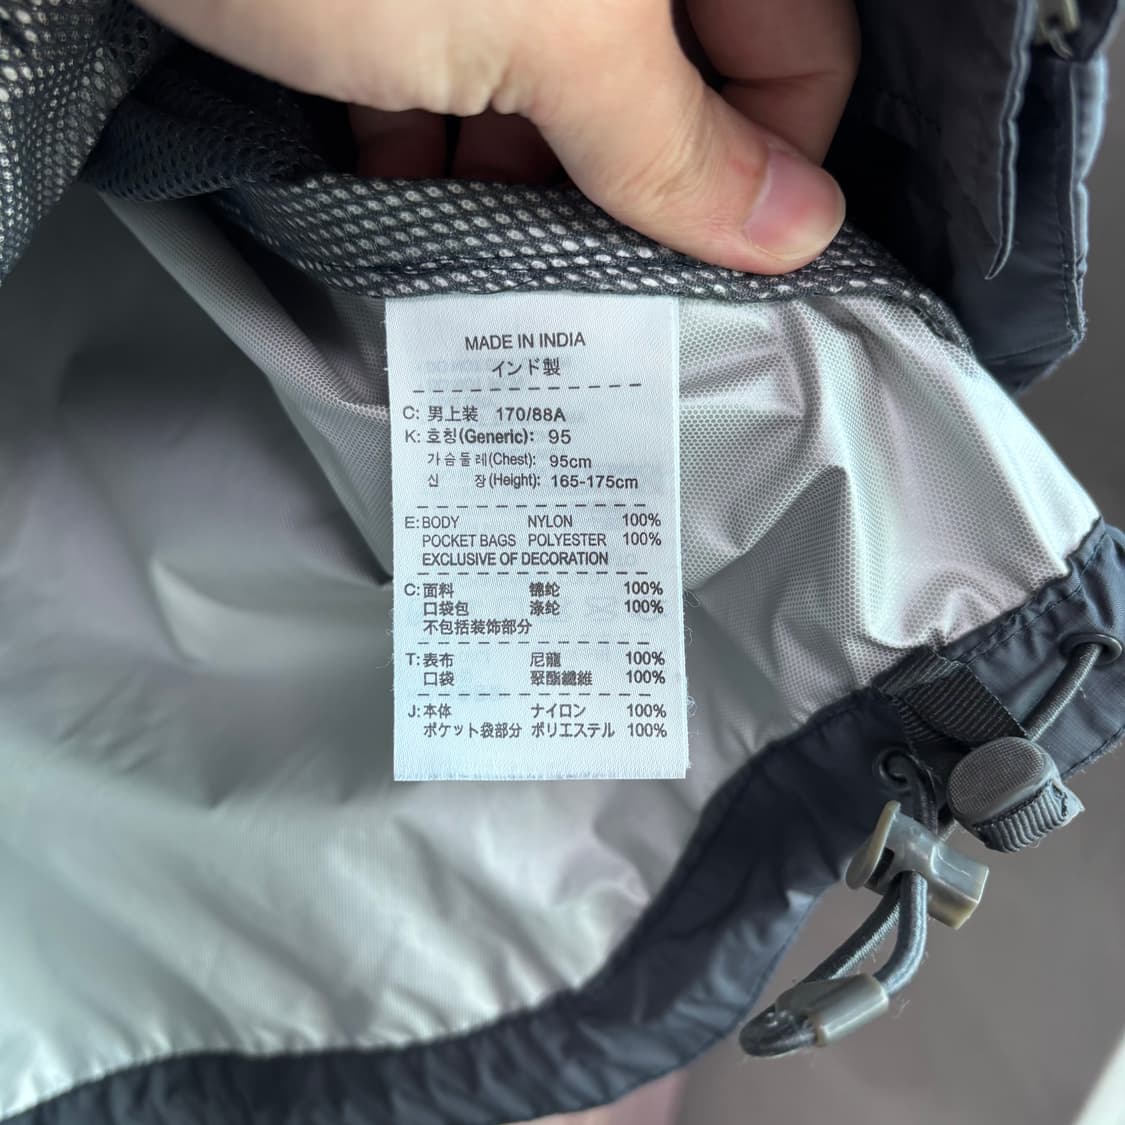 MADE IN INDIA
インド製
C: 男上装 170/88A
K: 호칭(Generic): 95
가슴둘레(Chest): 95cm
신 장(Height): 165-175cm
E: BODY NYLON 100%
POCKET BAGS POLYESTER 100%
EXCLUSIVE OF DECORATION
C: 面料 锦纶 100%
口袋包 涤纶 100%
不包括装饰部分
T: 表布 尼龍 100%
口袋 聚酯纖維 100%
J: 本体 ナイロン 100%
ポケット袋部分 ポリエステル 100%